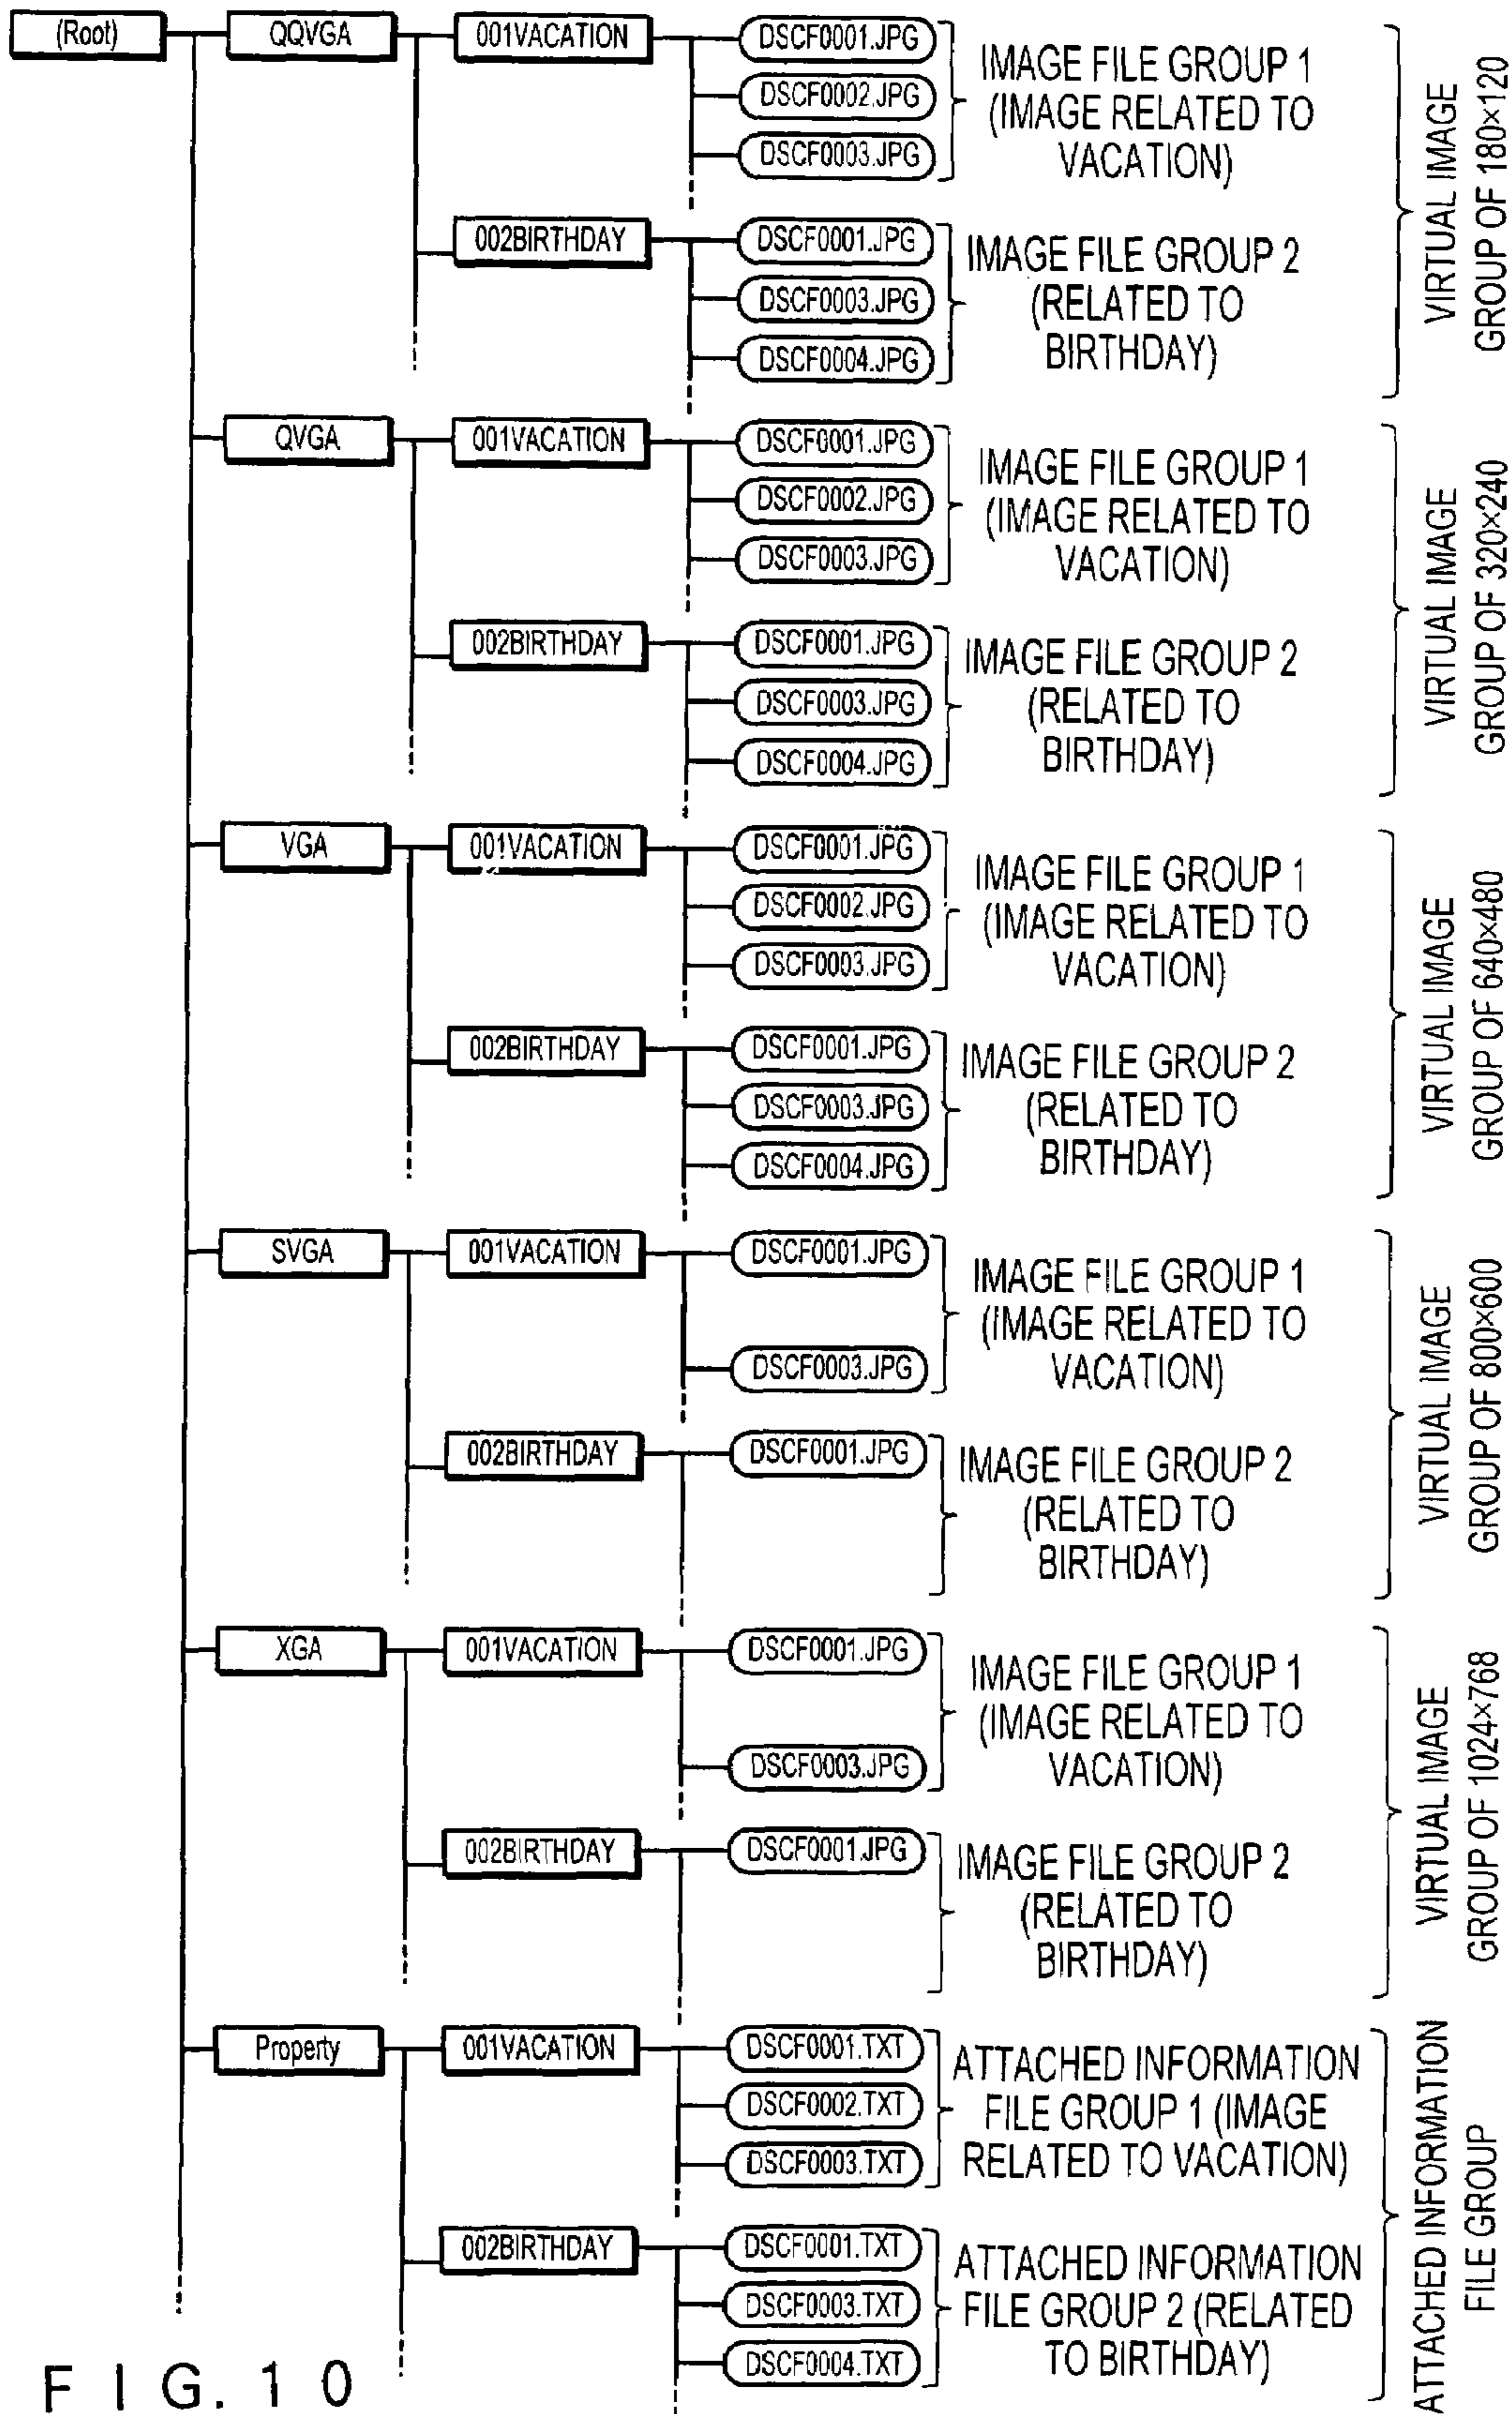 (Root)
QQVGA
001VACATION
DSCF0001.JPG
DSCF0002.JPG
DSCF0003.JPG
IMAGE FILE GROUP 1
(IMAGE RELATED TO
VACATION)
002BIRTHDAY
DSCF0001.JPG
DSCF0003.JPG
DSCF0004.JPG
IMAGE FILE GROUP 2
(RELATED TO
BIRTHDAY)
VIRTUAL IMAGE
GROUP OF 180×120
QVGA
001VACATION
DSCF0001.JPG
DSCF0002.JPG
DSCF0003.JPG
IMAGE FILE GROUP 1
(IMAGE RELATED TO
VACATION)
002BIRTHDAY
DSCF0001.JPG
DSCF0003.JPG
DSCF0004.JPG
IMAGE FILE GROUP 2
(RELATED TO
BIRTHDAY)
VIRTUAL IMAGE
GROUP OF 320×240
VGA
001VACATION
DSCF0001.JPG
DSCF0002.JPG
DSCF0003.JPG
IMAGE FILE GROUP 1
(IMAGE RELATED TO
VACATION)
002BIRTHDAY
DSCF0001.JPG
DSCF0003.JPG
DSCF0004.JPG
IMAGE FILE GROUP 2
(RELATED TO
BIRTHDAY)
VIRTUAL IMAGE
GROUP OF 640×480
SVGA
001VACATION
DSCF0001.JPG
DSCF0003.JPG
IMAGE FILE GROUP 1
(IMAGE RELATED TO
VACATION)
002BIRTHDAY
DSCF0001.JPG
IMAGE FILE GROUP 2
(RELATED TO
BIRTHDAY)
VIRTUAL IMAGE
GROUP OF 800×600
XGA
001VACATION
DSCF0001.JPG
DSCF0003.JPG
IMAGE FILE GROUP 1
(IMAGE RELATED TO
VACATION)
002BIRTHDAY
DSCF0001.JPG
IMAGE FILE GROUP 2
(RELATED TO
BIRTHDAY)
VIRTUAL IMAGE
GROUP OF 1024×768
Property
001VACATION
DSCF0001.TXT
DSCF0002.TXT
DSCF0003.TXT
ATTACHED INFORMATION
FILE GROUP 1 (IMAGE
RELATED TO VACATION)
002BIRTHDAY
DSCF0001.TXT
DSCF0003.TXT
DSCF0004.TXT
ATTACHED INFORMATION
FILE GROUP 2 (RELATED
TO BIRTHDAY)
ATTACHED INFORMATION
FILE GROUP
FIG. 10